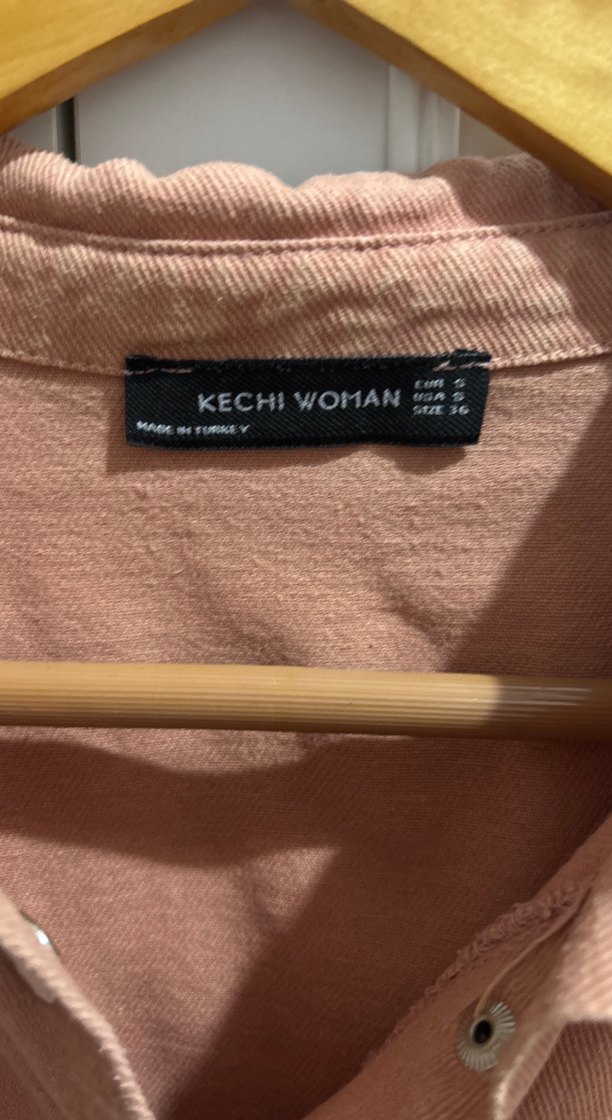 KECHI WOMAN
EUR S
USA S
SIZE 36
MADE IN TURKEY